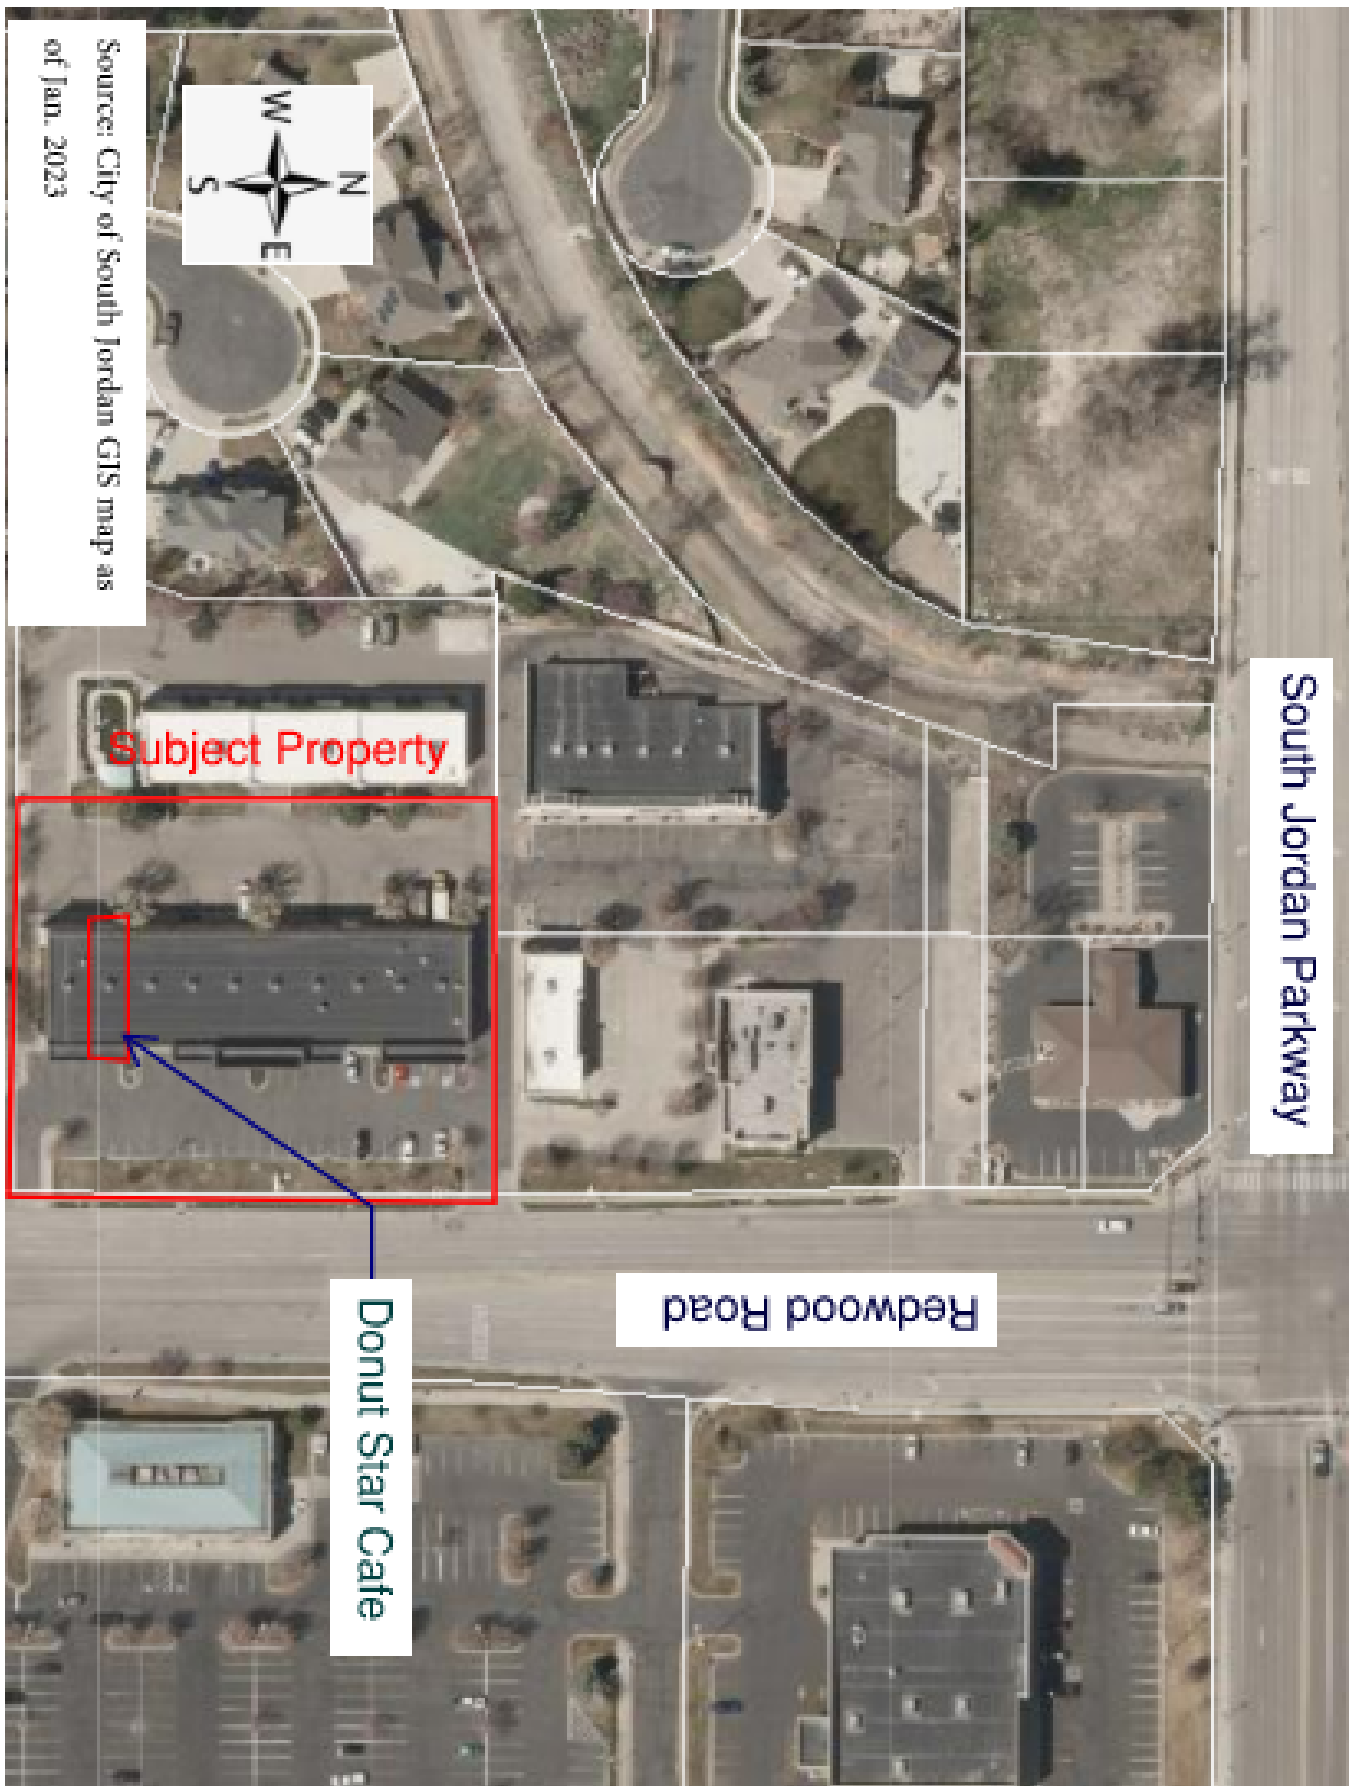 Source: City of South Jordan GIS map as
of Jan. 2023
N
W
E
S
South Jordan Parkway
Subject Property
Redwood Road
Donut Star Cafe